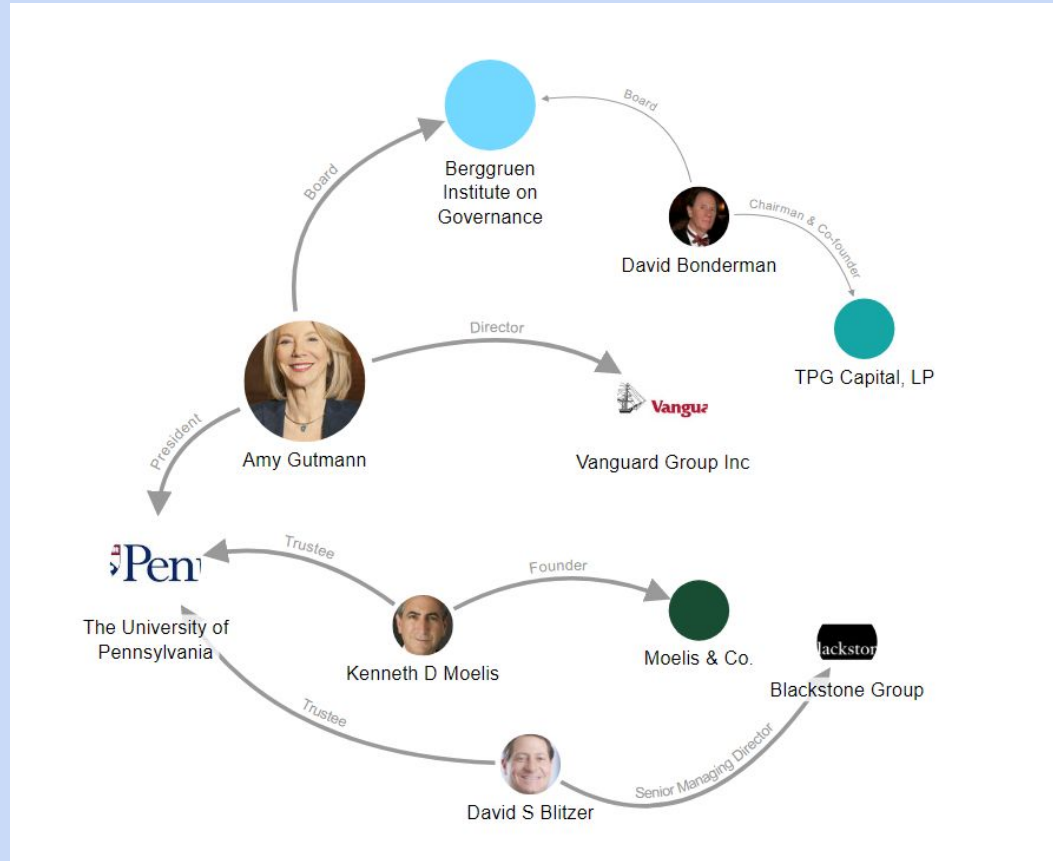 Board
Berggruen
Institute on
Governance
Board
David Bonderman
Chairman & Co-founder
TPG Capital, LP
Director
Vangua
Vanguard Group Inc
Amy Gutmann
President
Penn
The University of
Pennsylvania
Trustee
Kenneth D Moelis
Founder
Moelis & Co.
lackston
Blackstone Group
Trustee
David S Blitzer
Senior Managing Director